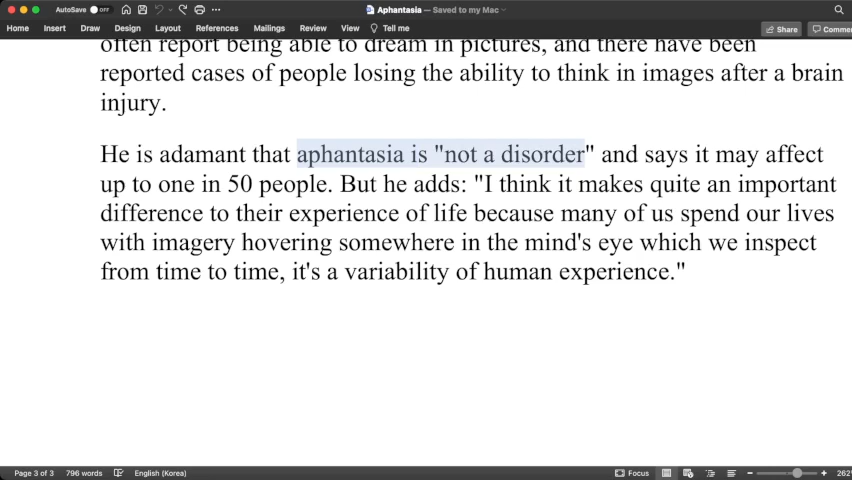 AutoSave OFF
Aphantasia — Saved to my Mac
Home Insert Draw Design Layout References Mailings Review View Tell me Share Commen
often report being able to dream in pictures, and there have been
reported cases of people losing the ability to think in images after a brain
injury.
He is adamant that aphantasia is "not a disorder" and says it may affect
up to one in 50 people. But he adds: "I think it makes quite an important
difference to their experience of life because many of us spend our lives
with imagery hovering somewhere in the mind's eye which we inspect
from time to time, it's a variability of human experience."
Page 3 of 3 796 words English (Korea) Focus 262%